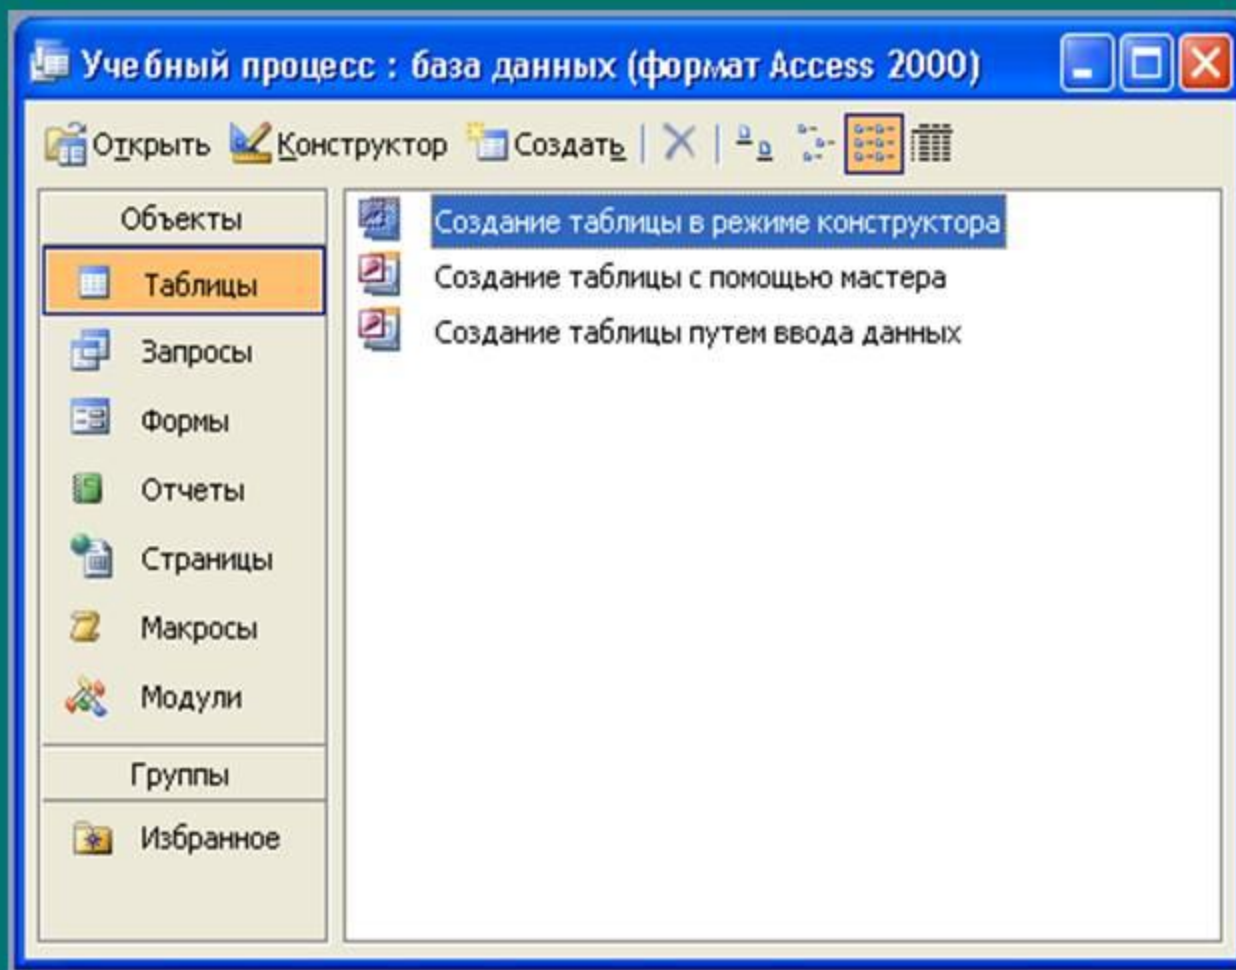 Учебный процесс : база данных (формат Access 2000)
Открыть Конструктор Создать
Объекты
Таблицы
Запросы
Формы
Отчеты
Страницы
Макросы
Модули
Группы
Избранное
Создание таблицы в режиме конструктора
Создание таблицы с помощью мастера
Создание таблицы путем ввода данных